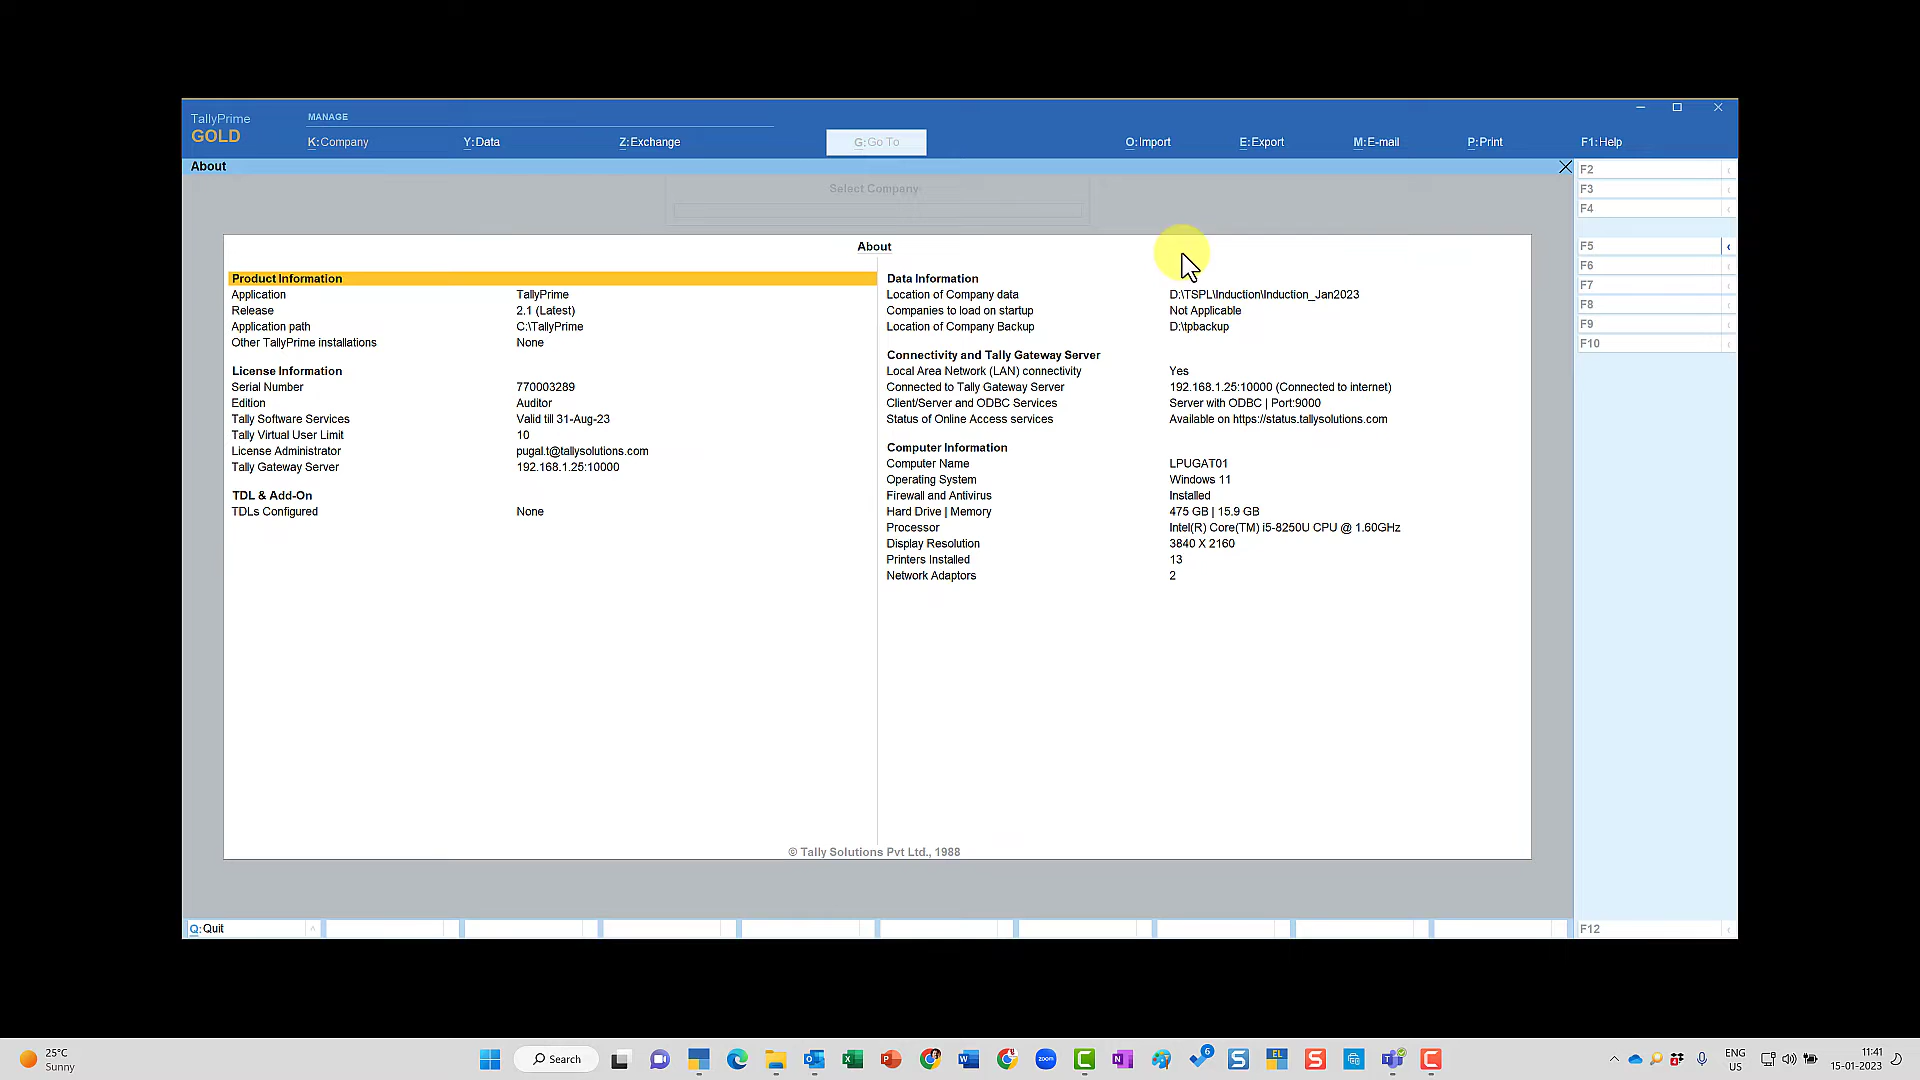 TallyPrime
GOLD
MANAGE
K:Company
Y:Data
Z:Exchange
G:Go To
O:Import
E:Export
M:E-mail
P:Print
F1:Help
About
Select Company
About
Product Information
Application TallyPrime
Release 2.1 (Latest)
Application path C:\TallyPrime
Other TallyPrime installations None
License Information
Serial Number 770003289
Edition Auditor
Tally Software Services Valid till 31-Aug-23
Tally Virtual User Limit 10
License Administrator pugal.t@tallysolutions.com
Tally Gateway Server 192.168.1.25:10000
TDL & Add-On
TDLs Configured None
Data Information
Location of Company data D:\TSPL\Induction\Induction_Jan2023
Companies to load on startup Not Applicable
Location of Company Backup D:\tpbackup
Connectivity and Tally Gateway Server
Local Area Network (LAN) connectivity Yes
Connected to Tally Gateway Server 192.168.1.25:10000 (Connected to internet)
Client/Server and ODBC Services Server with ODBC | Port:9000
Status of Online Access services Available on https://status.tallysolutions.com
Computer Information
Computer Name LPUGAT01
Operating System Windows 11
Firewall and Antivirus Installed
Hard Drive | Memory 475 GB | 15.9 GB
Processor Intel(R) Core(TM) i5-8250U CPU @ 1.60GHz
Display Resolution 3840 X 2160
Printers Installed 13
Network Adaptors 2
© Tally Solutions Pvt Ltd., 1988
F2
F3
F4
F5
F6
F7
F8
F9
F10
F12
Q:Quit
25°C
Sunny
Search
zoom
6
EL
ENG
US
11:41
15-01-2023